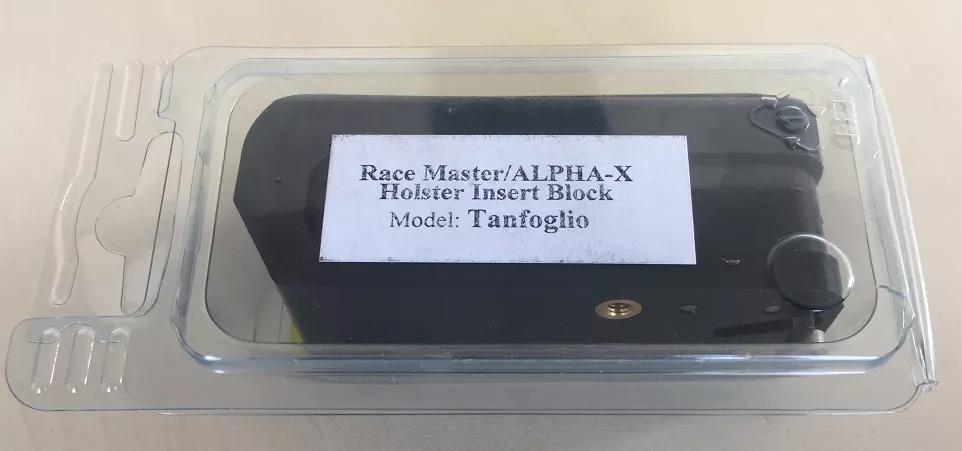 Race Master/ALPHA-X
Holster Insert Block
Model: Tanfoglio